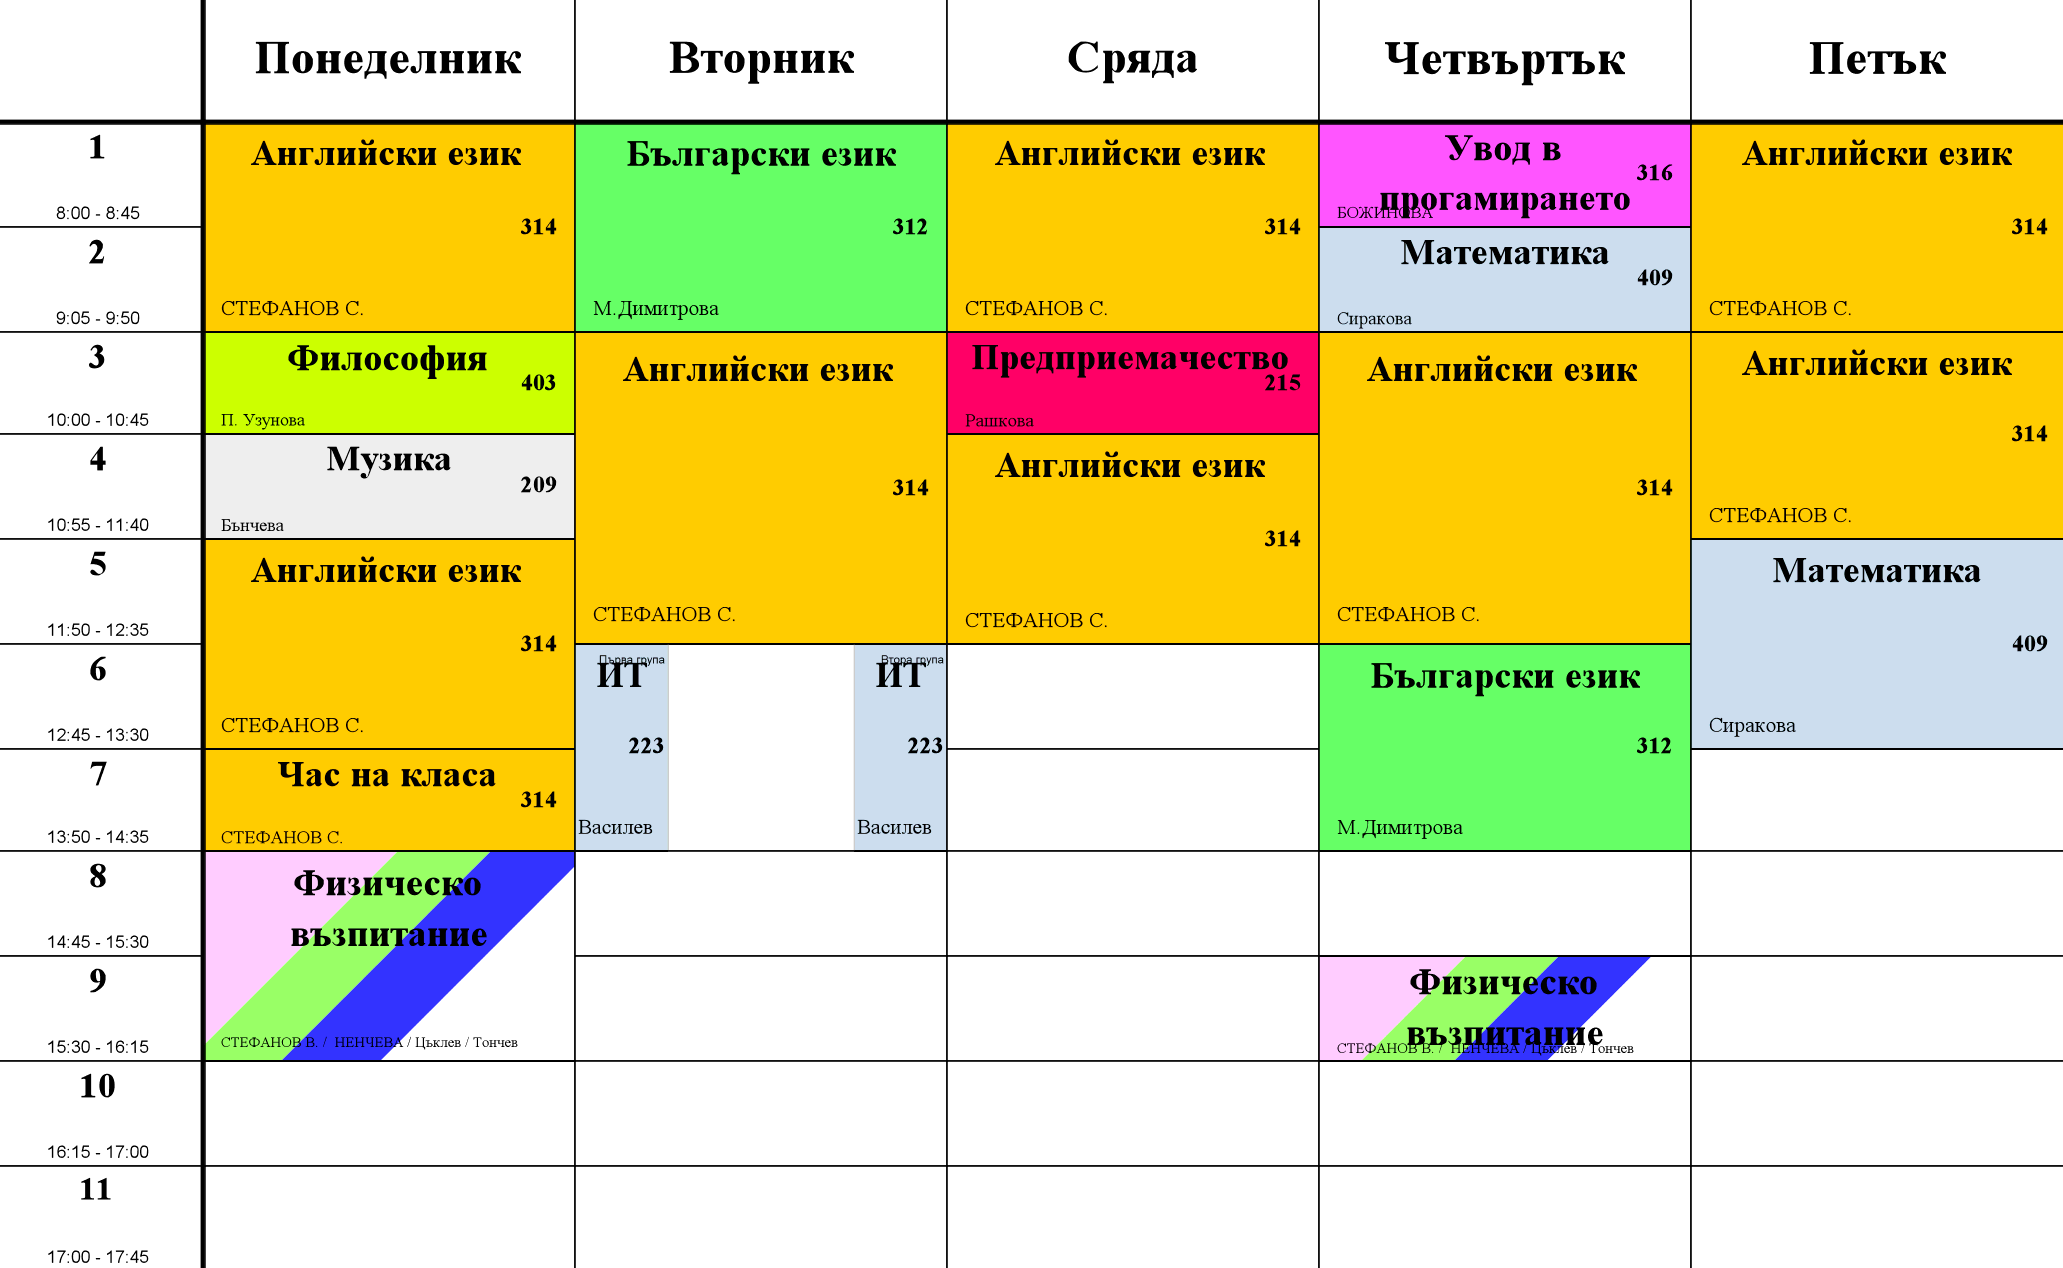 Понеделник Вторник Сряда Четвъртък Петък
1
8:00 - 8:45
Английски език
314
СТЕФАНОВ С.
Български език
312
М.Димитрова
Английски език
314
СТЕФАНОВ С.
Увод в
прогамирането
316
БОЖИНОВА
Английски език
314
СТЕФАНОВ С.
2
9:05 - 9:50
Математика
409
Сиракова
3
10:00 - 10:45
Философия
403
П. Узунова
Английски език
314
СТЕФАНОВ С.
Предприемачество
215
Рашкова
Английски език
314
СТЕФАНОВ С.
Английски език
314
СТЕФАНОВ С.
4
10:55 - 11:40
Музика
209
Бънчева
Английски език
314
СТЕФАНОВ С.
5
11:50 - 12:35
Английски език
314
СТЕФАНОВ С.
Математика
409
Сиракова
6
12:45 - 13:30
Първа група
ИТ
223
Василев
Втора група
ИТ
223
Василев
Български език
312
М.Димитрова
7
13:50 - 14:35
Час на класа
314
СТЕФАНОВ С.
8
14:45 - 15:30
Физическо
възпитание
СТЕФАНОВ В. / НЕНЧЕВА / Цъклев / Тончев
9
15:30 - 16:15
Физическо
възпитание
СТЕФАНОВ В. / НЕНЧЕВА / Цъклев / Тончев
10
16:15 - 17:00
11
17:00 - 17:45